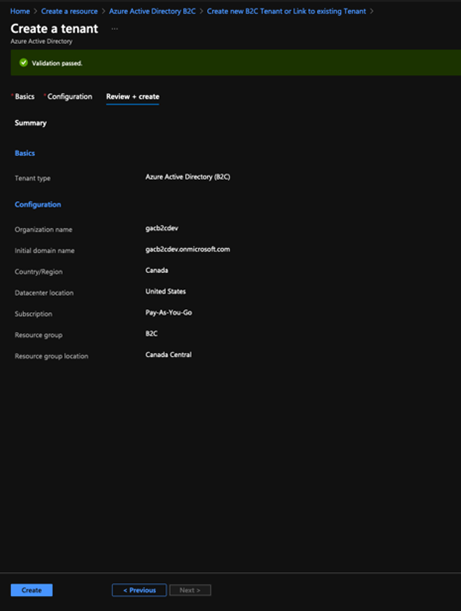 Home > Create a resource > Azure Active Directory B2C > Create new B2C Tenant or Link to existing Tenant >
Create a tenant ...
Azure Active Directory
Validation passed.
* Basics * Configuration Review + create
Summary
Basics
Tenant type Azure Active Directory (B2C)
Configuration
Organization name gacb2cdev
Initial domain name gacb2cdev.onmicrosoft.com
Country/Region Canada
Datacenter location United States
Subscription Pay-As-You-Go
Resource group B2C
Resource group location Canada Central
Create < Previous Next >